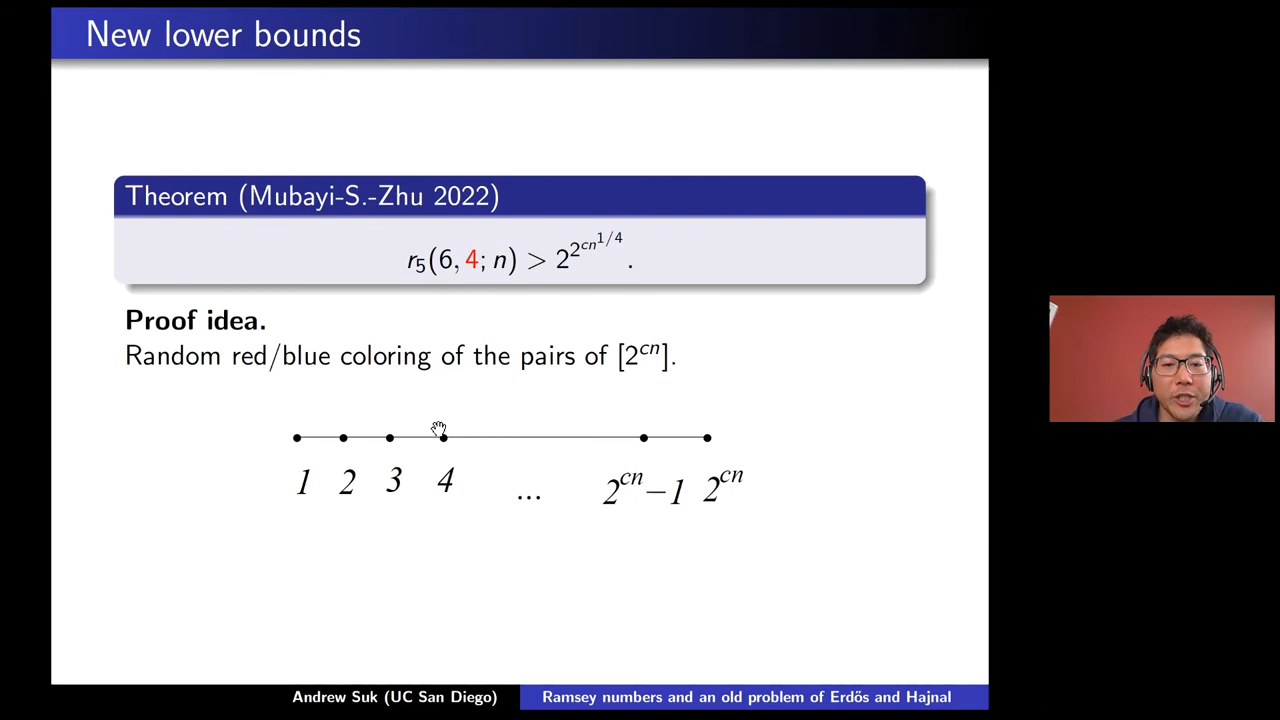 New lower bounds
Theorem (Mubayi-S.-Zhu 2022)
r₅(6, 4; n) > 2^{2^{cn^{1/4}}}.
Proof idea.
Random red/blue coloring of the pairs of [2^{cn}].
1 2 3 4 ... 2^{cn}−1 2^{cn}
Andrew Suk (UC San Diego) Ramsey numbers and an old problem of Erdős and Hajnal